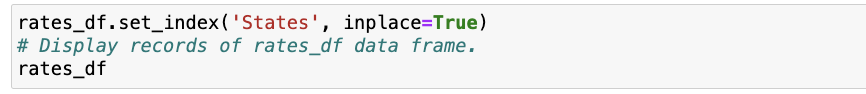 rates_df.set_index('States', inplace=True)
# Display records of rates_df data frame.
rates_df